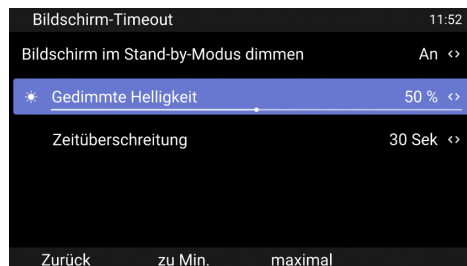 Bildschirm-Timeout 11:52
Bildschirm im Stand-by-Modus dimmen An <>
Gedimmte Helligkeit 50 % <>
Zeitüberschreitung 30 Sek <>
Zurück zu Min. maximal